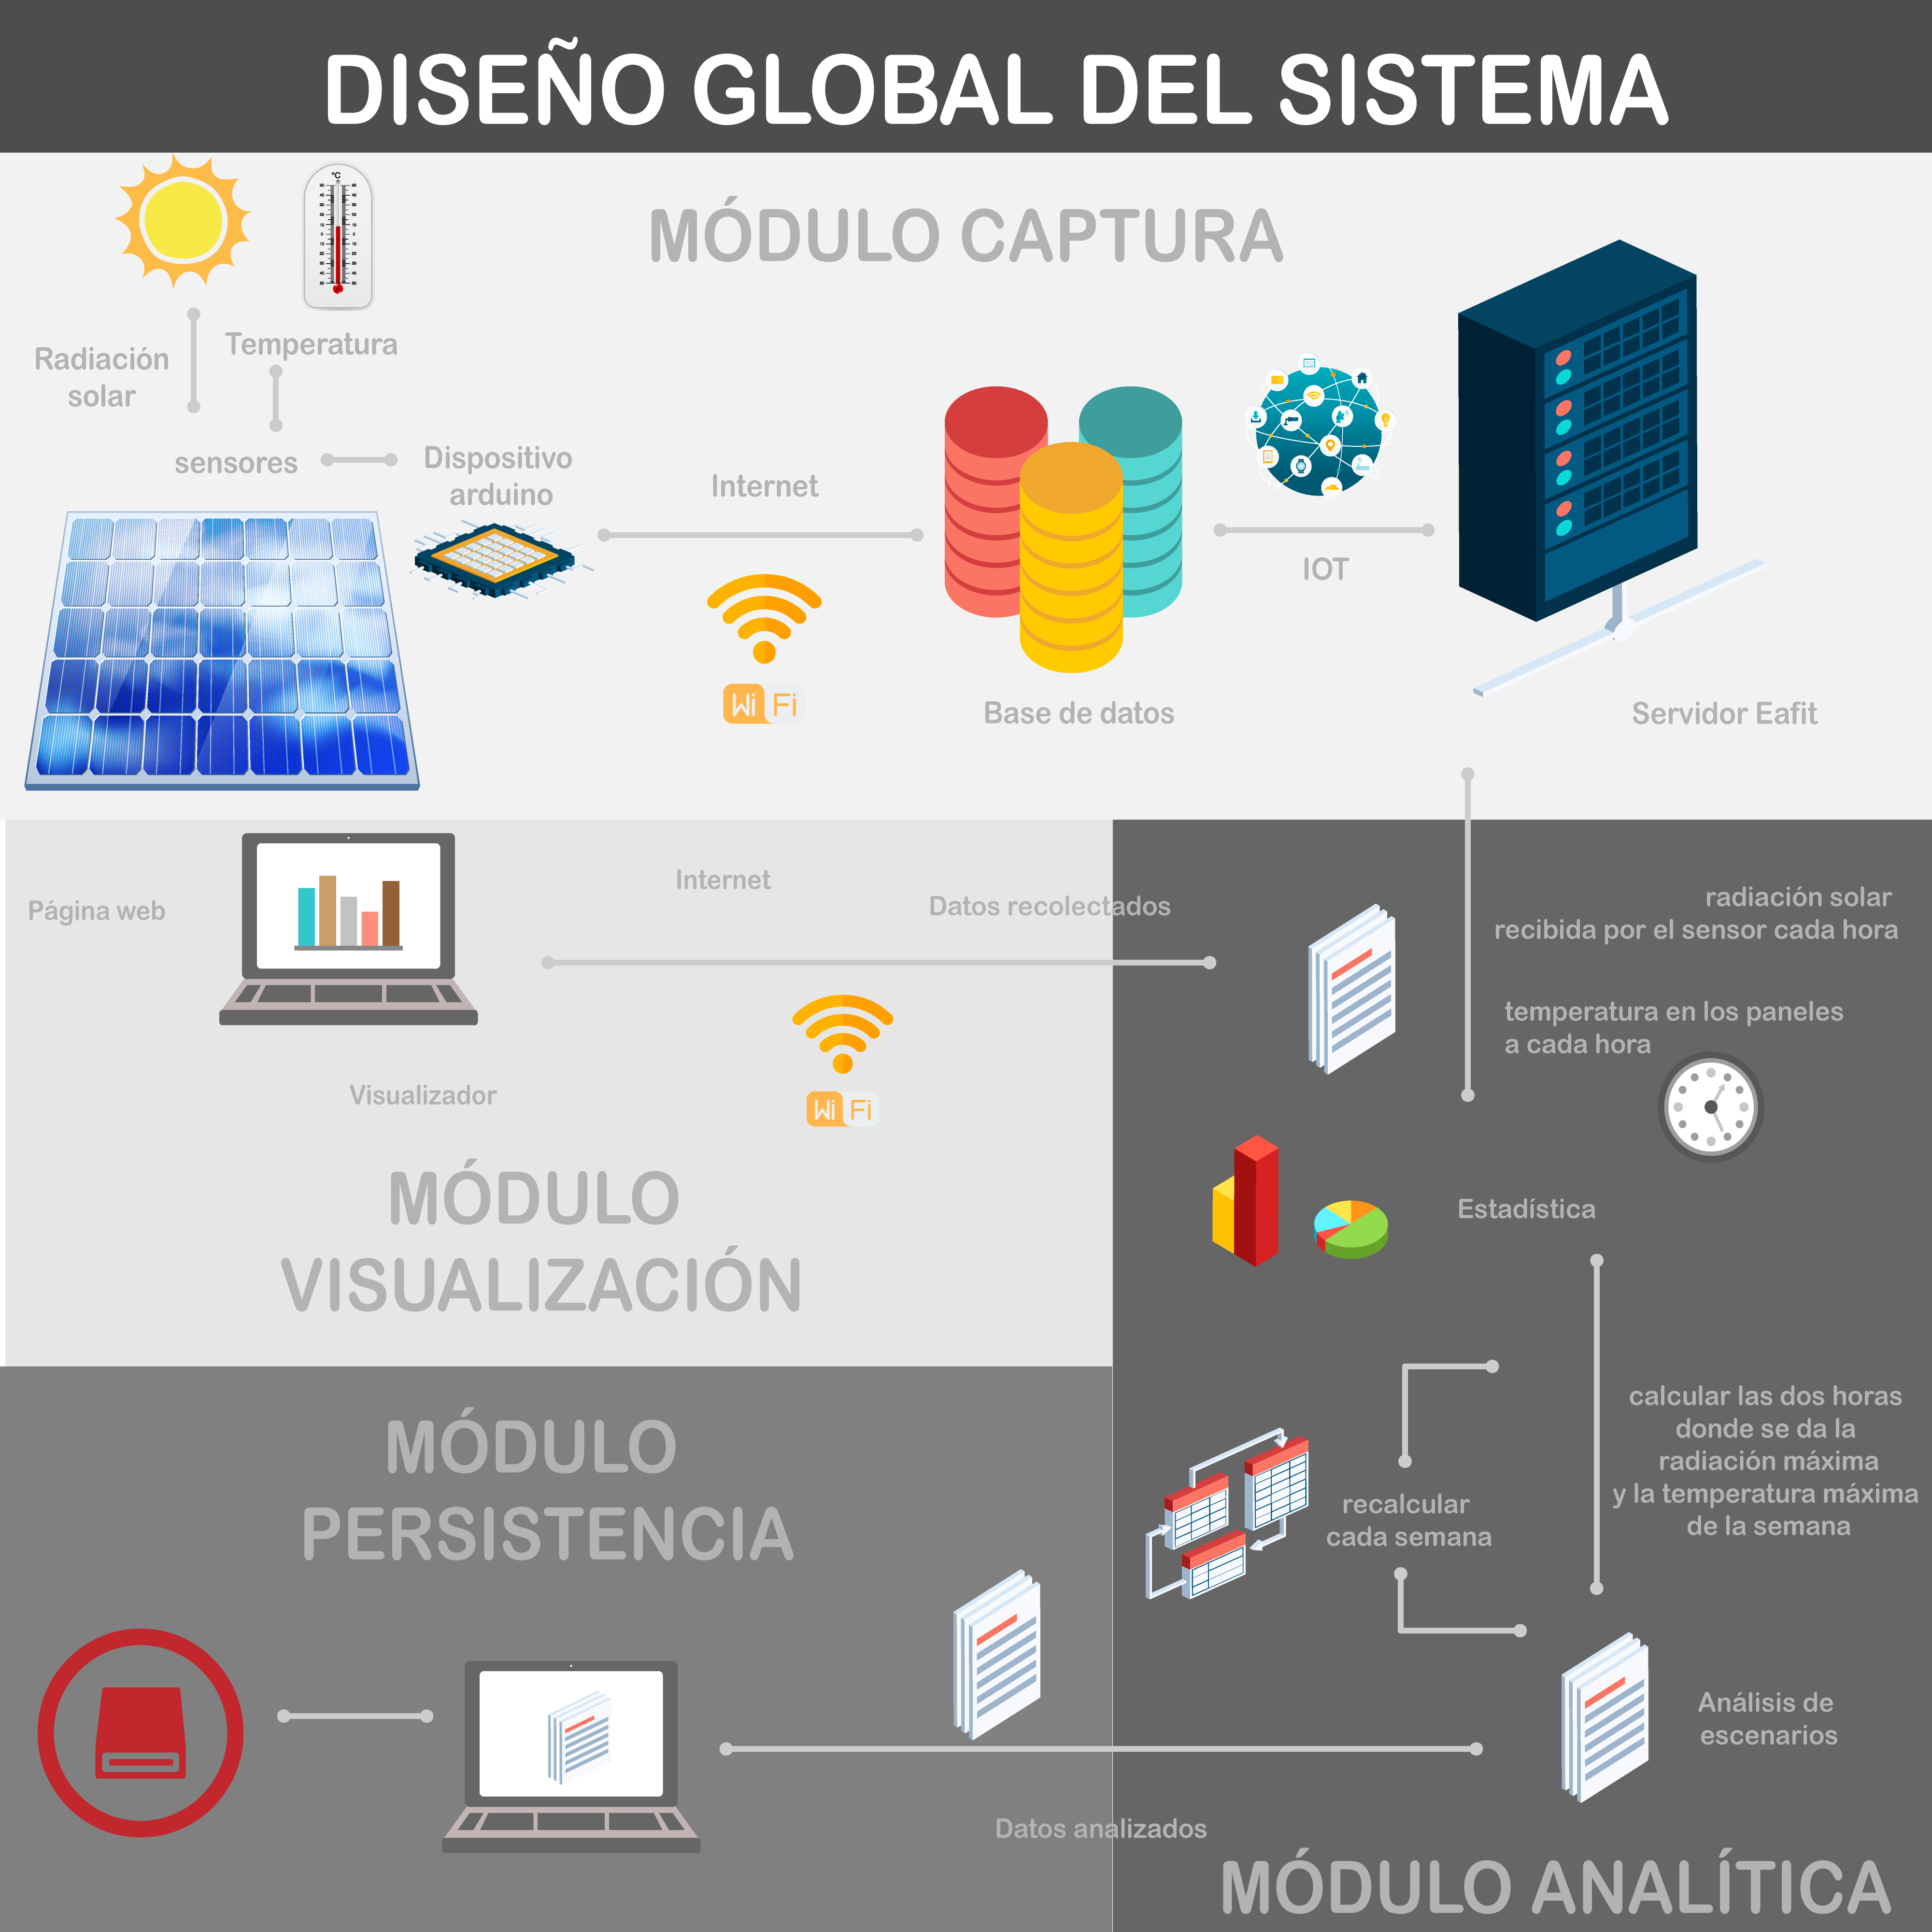 DISEÑO GLOBAL DEL SISTEMA
MÓDULO CAPTURA
°C
Radiación
solar
Temperatura
sensores
Dispositivo
arduino
Internet
Wi Fi
Base de datos
IOT
Servidor Eafit
Página web
Visualizador
Internet
Wi Fi
Datos recolectados
MÓDULO
VISUALIZACIÓN
radiación solar
recibida por el sensor cada hora
temperatura en los paneles
a cada hora
Estadística
calcular las dos horas
donde se da la
radiación máxima
y la temperatura máxima
de la semana
recalcular
cada semana
Análisis de
escenarios
MÓDULO
PERSISTENCIA
Datos analizados
MÓDULO ANALÍTICA